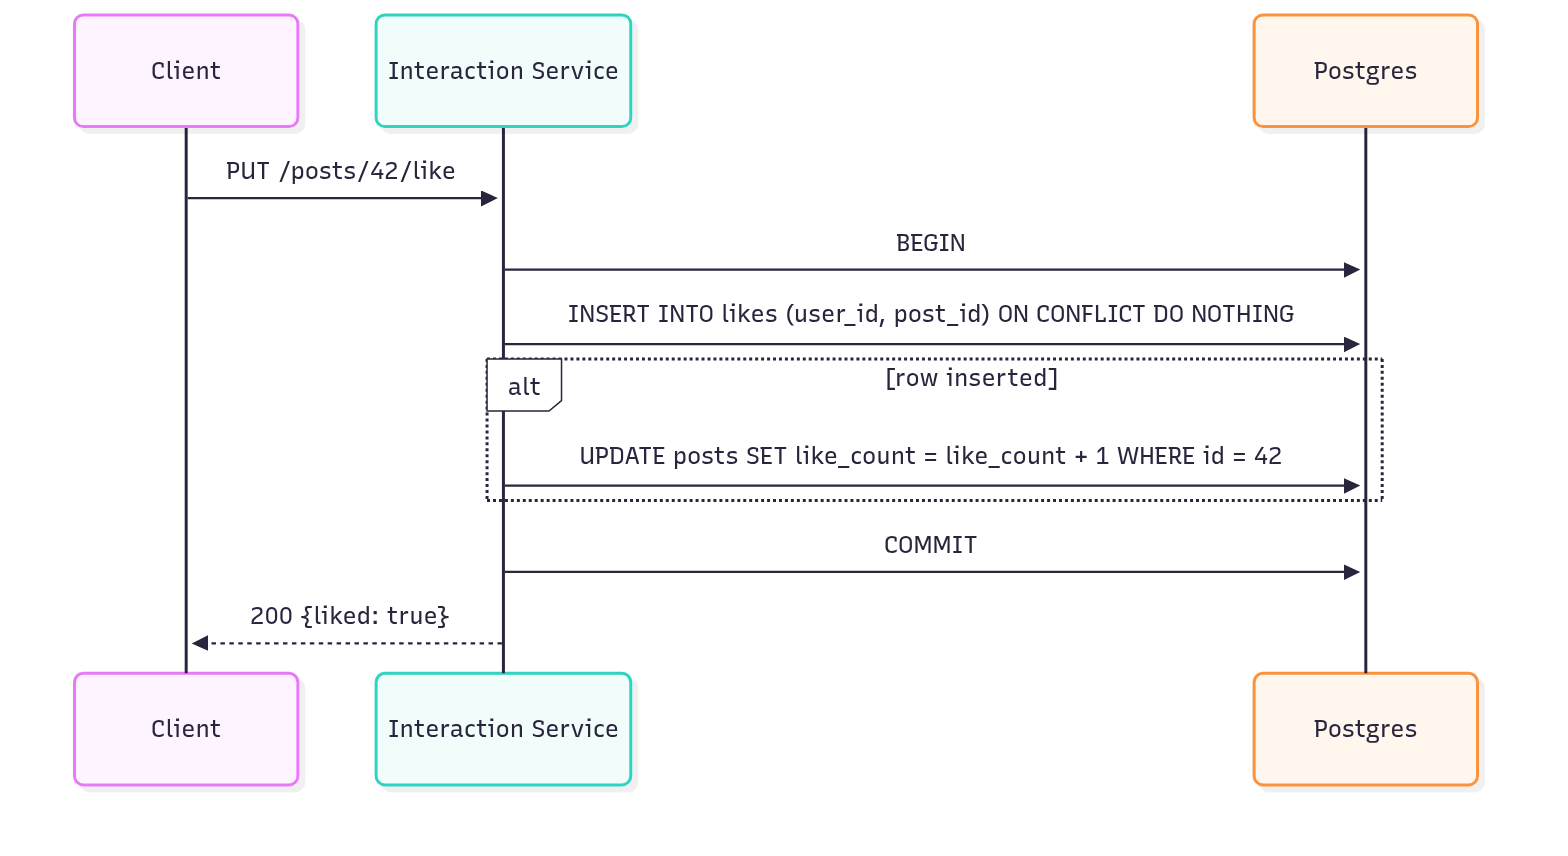 Client
Interaction Service
Postgres
PUT /posts/42/like
BEGIN
INSERT INTO likes (user_id, post_id) ON CONFLICT DO NOTHING
alt
[row inserted]
UPDATE posts SET like_count = like_count + 1 WHERE id = 42
COMMIT
200 {liked: true}
Client
Interaction Service
Postgres